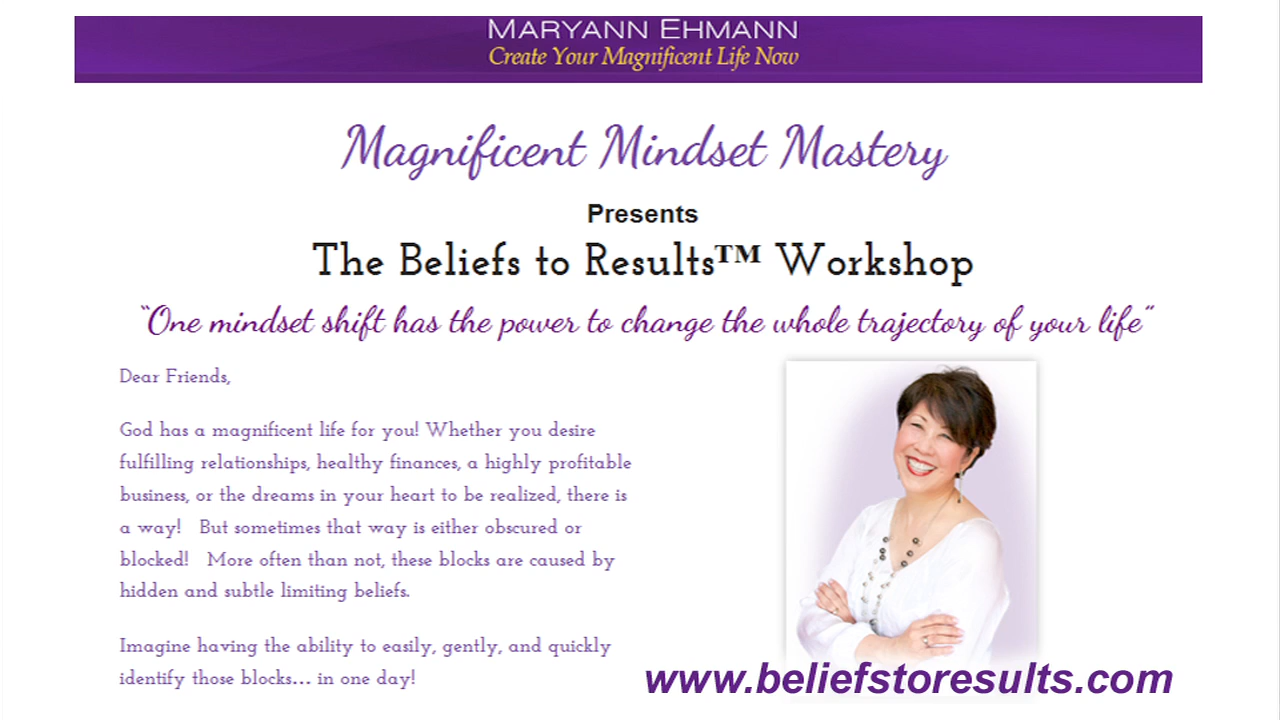 MARYANN EHMANN
Create Your Magnificent Life Now
Magnificent Mindset Mastery
Presents
The Beliefs to Results™ Workshop
“One mindset shift has the power to change the whole trajectory of your life”
Dear Friends,
God has a magnificent life for you! Whether you desire
fulfilling relationships, healthy finances, a highly profitable
business, or the dreams in your heart to be realized, there is
a way!   But sometimes that way is either obscured or
blocked!   More often than not, these blocks are caused by
hidden and subtle limiting beliefs.
Imagine having the ability to easily, gently, and quickly
identify those blocks… in one day!
www.beliefstoresults.com